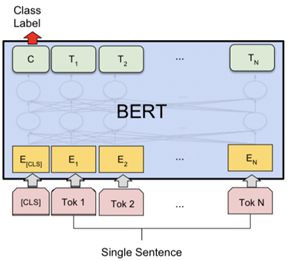 Class
Label
C T1 T2 ... TN
BERT
E[CLS] E1 E2 ... EN
[CLS] Tok 1 Tok 2 ... Tok N
Single Sentence